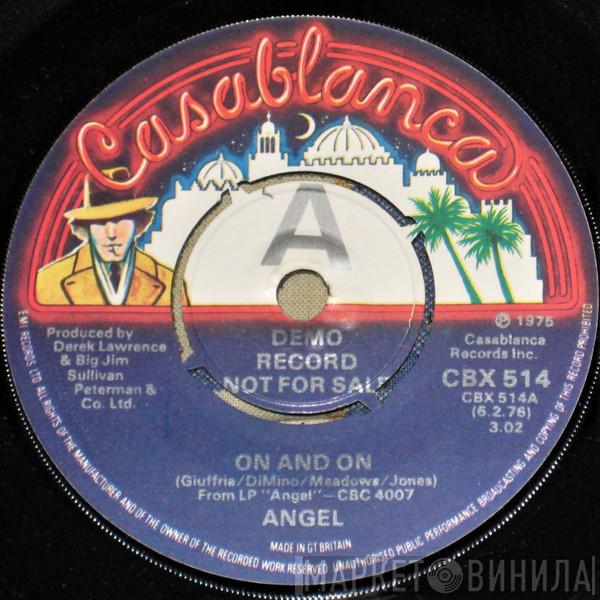 Casablanca
A
DEMO
RECORD
NOT FOR SALE
Produced by
Derek Lawrence
& Big Jim
Sullivan
Peterman &
Co. Ltd.
℗ 1975
Casablanca
Records Inc.
CBX 514
CBX 514A
(6.2.76)
3.02
ON AND ON
(Giuffria/DiMino/Meadows/Jones)
From LP "Angel"—CBC 4007
ANGEL
MADE IN GT BRITAIN
EMI RECORDS LTD ALL RIGHTS OF THE MANUFACTURER AND OF THE OWNER OF THE RECORDED WORK RESERVED UNAUTHORISED PUBLIC PERFORMANCE BROADCASTING AND COPYING OF THIS RECORD PROHIBITED
МАРКЕТ ВИНИЛА